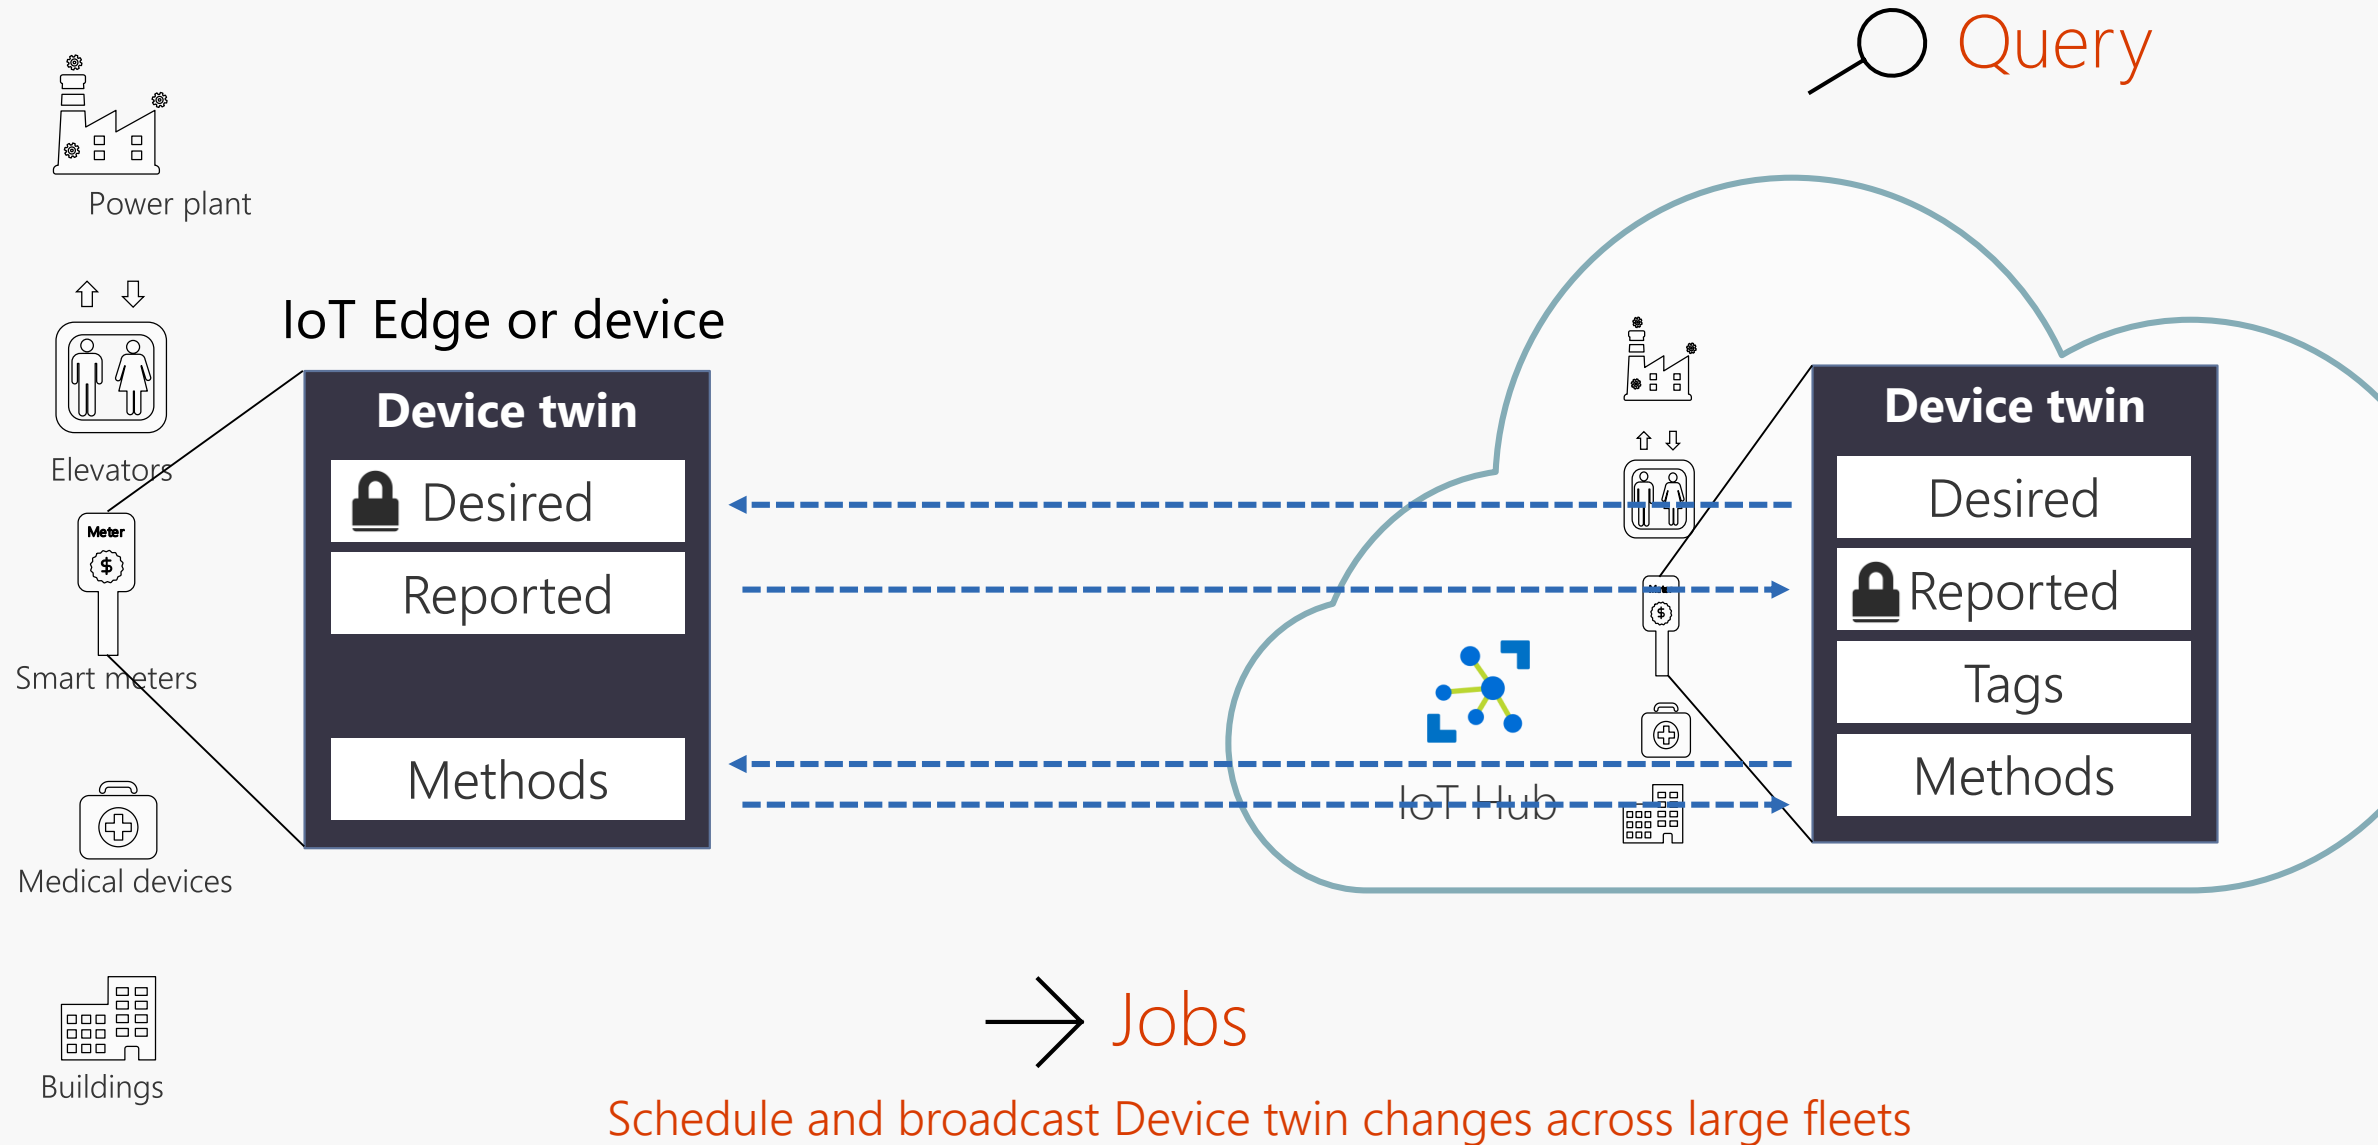 Query
Power plant
IoT Edge or device
Elevators
Meter
$
Smart meters
Medical devices
Buildings
Device twin
Desired
Reported
Methods
$
IoT Hub
Device twin
Desired
Reported
Tags
Methods
Jobs
Schedule and broadcast Device twin changes across large fleets